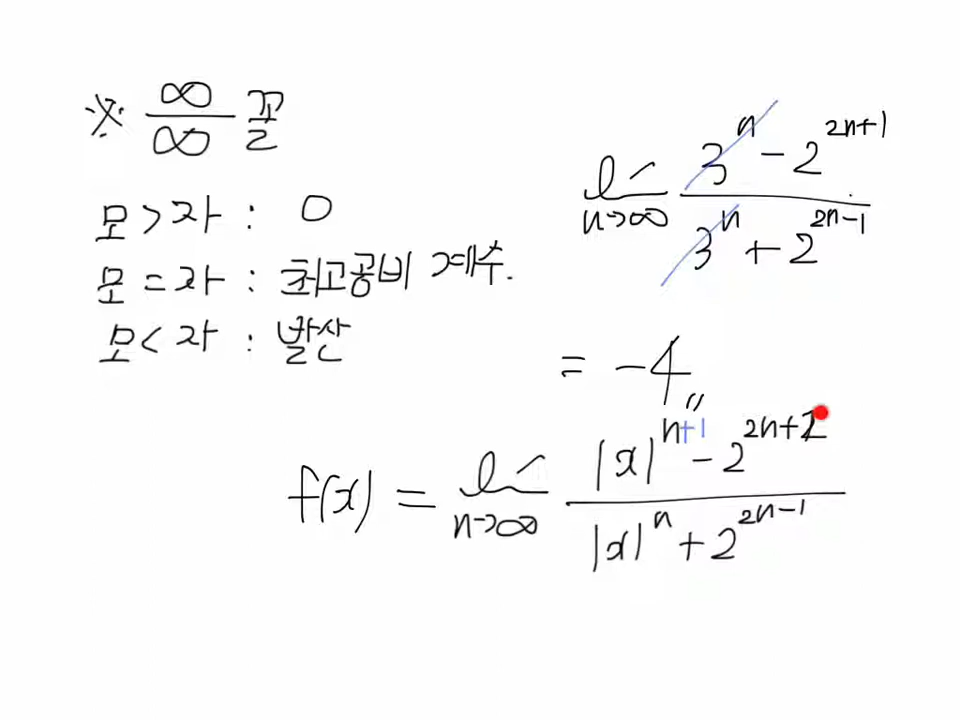 ※ ∞/∞ 꼴
모 > 자 : 0
모 = 자 : 최고공비 계수.
모 < 자 : 발산
lim n→∞ (3^n - 2^(2n+1)) / (3^n + 2^(2n-1))
= -4 〃
f(x) = lim n→∞ (|x|^(n+1) - 2^(2n+2)) / (|x|^n + 2^(2n-1))